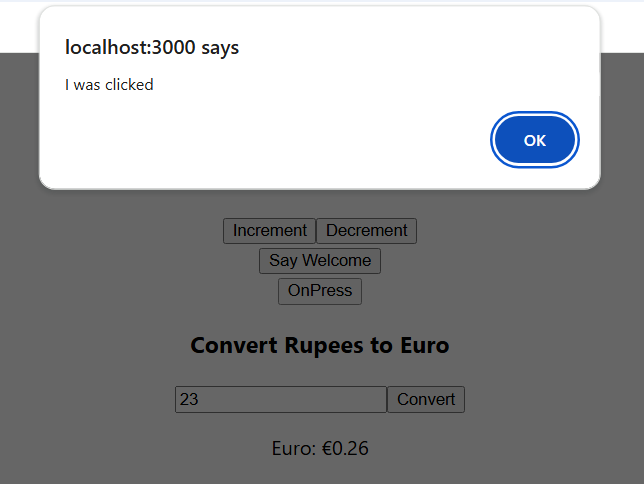 localhost:3000 says
I was clicked
OK
Increment Decrement
Say Welcome
OnPress
Convert Rupees to Euro
23 Convert
Euro: €0.26